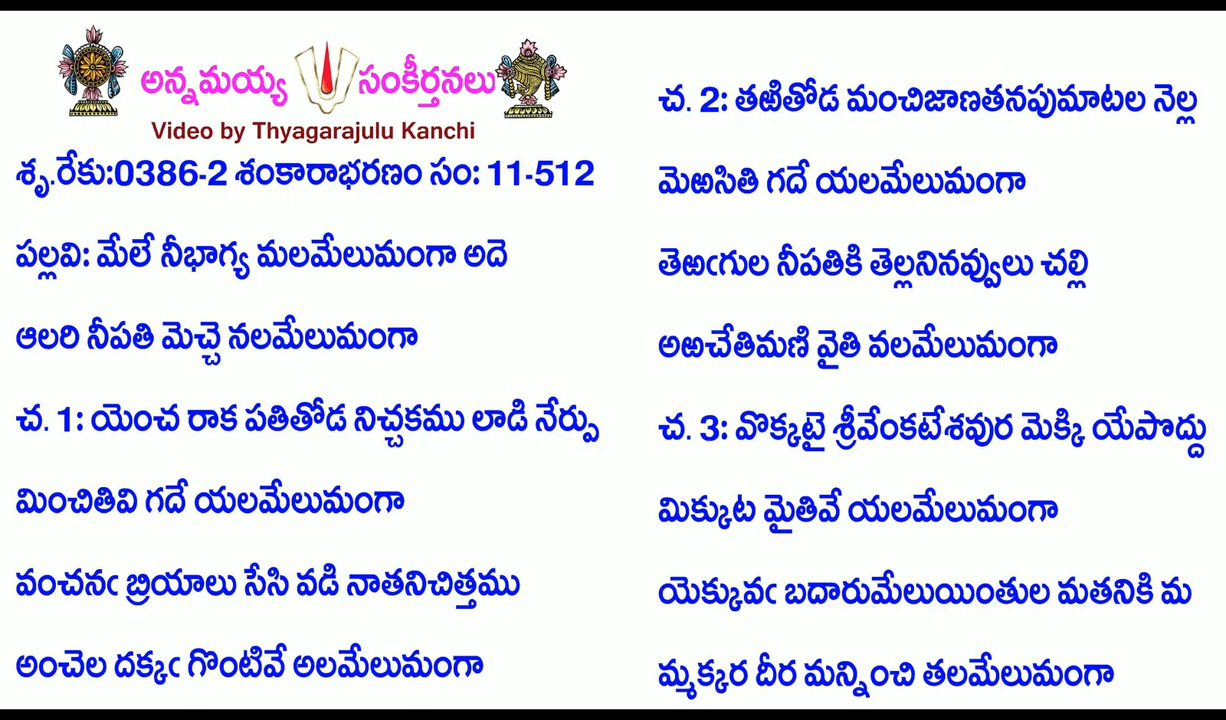 అన్నమయ్య సంకీర్తనలు
Video by Thyagarajulu Kanchi
శృ.రేకు:0386-2 శంకారాభరణం సం: 11-512
పల్లవి: మేలే నీభాగ్య మలమేలుమంగా అదె
ఆలరి నీపతి మెచ్చె నలమేలుమంగా
చ. 1: యెంచ రాక పతితోడ నిచ్చకము లాడి నేర్పు
మించితివి గదే యలమేలుమంగా
వంచనఁ బ్రియాలు సేసి వడి నాతనిచిత్తము
అంచెల దక్కఁ గొంటివే అలమేలుమంగా
చ. 2: తఱితోడ మంచిజాణతనపుమాటల నెల్ల
మెఱసితి గదే యలమేలుమంగా
తెఱఁగుల నీపతికి తెల్లనినవ్వులు చల్లి
అఱచేతిమణి వైతి వలమేలుమంగా
చ. 3: వొక్కటై శ్రీవేంకటేశవుర మెక్కి యేపొద్దు
మిక్కుట మైతివే యలమేలుమంగా
యెక్కువఁ బదారుమేలుయింతుల మతనికి మ
మ్మక్కర దీర మన్నించి తలమేలుమంగా